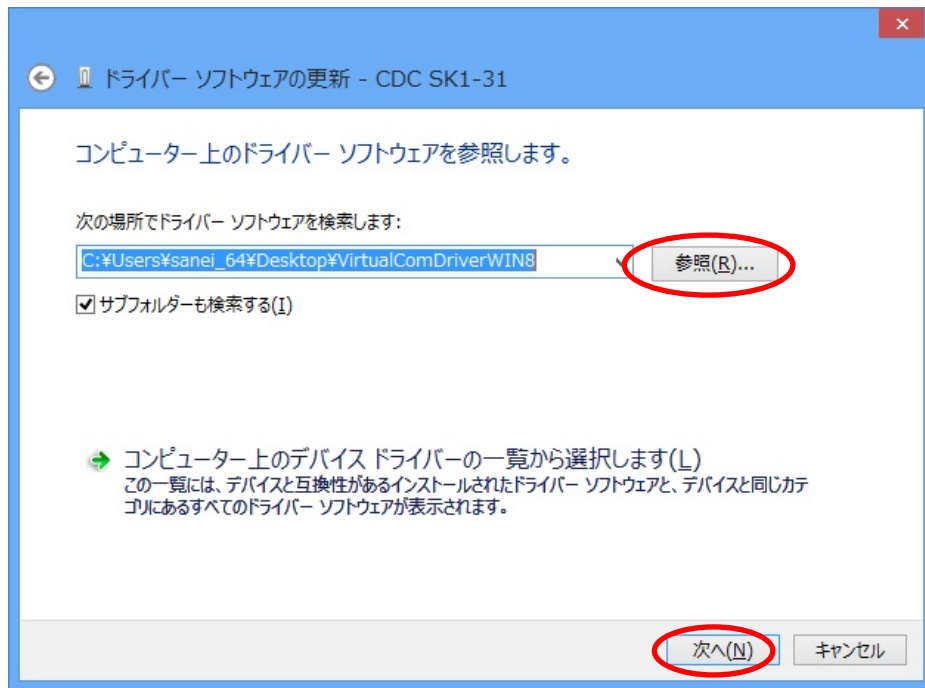 ドライバー ソフトウェアの更新 - CDC SK1-31
コンピューター上のドライバー ソフトウェアを参照します。
次の場所でドライバー ソフトウェアを検索します:
C:¥Users¥sanei_64¥Desktop¥VirtualComDriverWIN8
参照(R)...
サブフォルダーも検索する(I)
コンピューター上のデバイス ドライバーの一覧から選択します(L)
この一覧には、デバイスと互換性があるインストールされたドライバー ソフトウェアと、デバイスと同じカテ
ゴリにあるすべてのドライバー ソフトウェアが表示されます。
次へ(N)
キャンセル